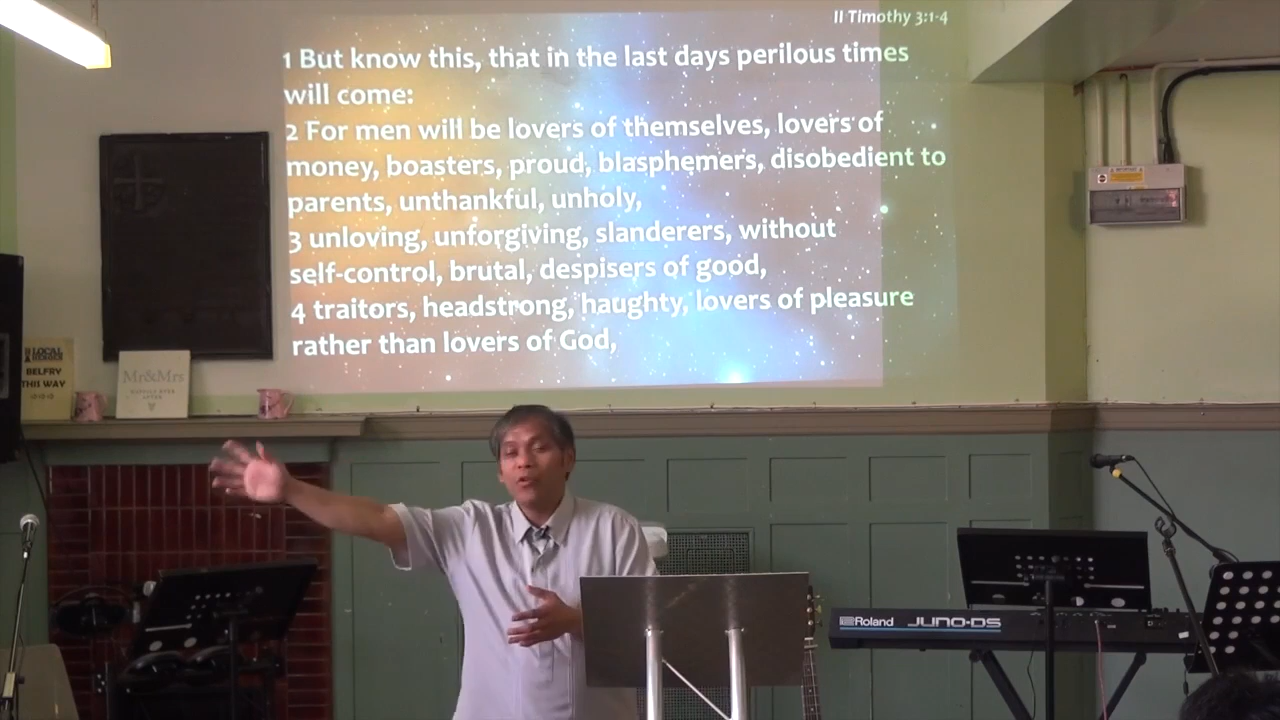 II Timothy 3:1-4
1 But know this, that in the last days perilous times
will come:
2 For men will be lovers of themselves, lovers of
money, boasters, proud, blasphemers, disobedient to
parents, unthankful, unholy,
3 unloving, unforgiving, slanderers, without
self-control, brutal, despisers of good,
4 traitors, headstrong, haughty, lovers of pleasure
rather than lovers of God,
LOCAL
BELFRY
THIS WAY
Mr&Mrs
Roland JUNO-DS